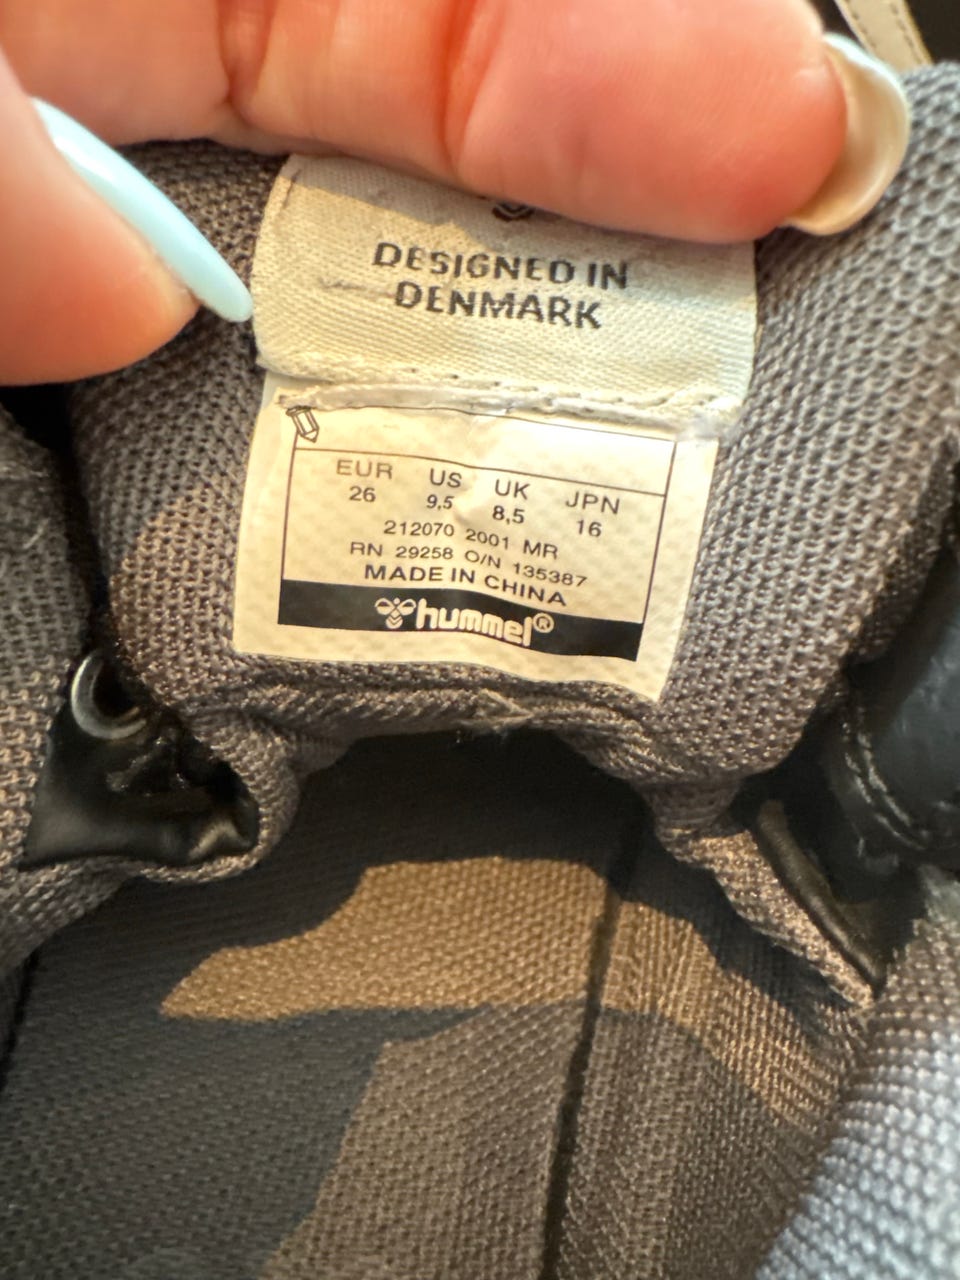 DESIGNED IN
DENMARK
EUR US UK JPN
26 9,5 8,5 16
212070 2001 MR
RN 29258 O/N 135387
MADE IN CHINA
hummel®